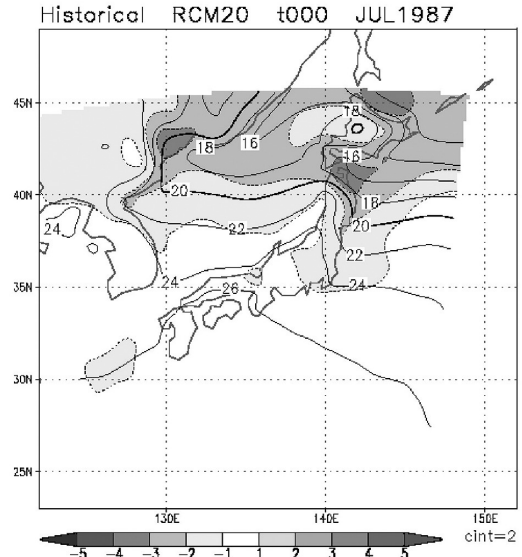 Historical RCM20 t000 JUL1987
45N
18
18
16
16
40N
20
18
24
22
20
22
24
24
35N
26
30N
25N
130E 140E 150E
cint=2
-5 -4 -3 -2 -1 1 2 3 4 5